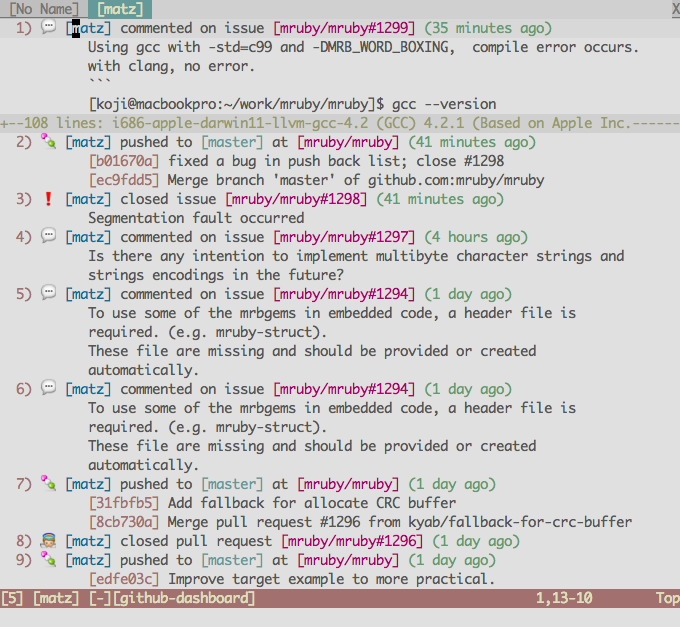 [No Name] [matz] X
1) [matz] commented on issue [mruby/mruby#1299] (35 minutes ago)
Using gcc with -std=c99 and -DMRB_WORD_BOXING, compile error occurs.
with clang, no error.
```
[koji@macbookpro:~/work/mruby/mruby]$ gcc --version
+--108 lines: i686-apple-darwin11-llvm-gcc-4.2 (GCC) 4.2.1 (Based on Apple Inc.------
2) [matz] pushed to [master] at [mruby/mruby] (41 minutes ago)
[b01670a] fixed a bug in push back list; close #1298
[ec9fdd5] Merge branch 'master' of github.com:mruby/mruby
3) [matz] closed issue [mruby/mruby#1298] (41 minutes ago)
Segmentation fault occurred
4) [matz] commented on issue [mruby/mruby#1297] (4 hours ago)
Is there any intention to implement multibyte character strings and
strings encodings in the future?
5) [matz] commented on issue [mruby/mruby#1294] (1 day ago)
To use some of the mrbgems in embedded code, a header file is
required. (e.g. mruby-struct).
These file are missing and should be provided or created
automatically.
6) [matz] commented on issue [mruby/mruby#1294] (1 day ago)
To use some of the mrbgems in embedded code, a header file is
required. (e.g. mruby-struct).
These file are missing and should be provided or created
automatically.
7) [matz] pushed to [master] at [mruby/mruby] (1 day ago)
[31fbfb5] Add fallback for allocate CRC buffer
[8cb730a] Merge pull request #1296 from kyab/fallback-for-crc-buffer
8) [matz] closed pull request [mruby/mruby#1296] (1 day ago)
9) [matz] pushed to [master] at [mruby/mruby] (1 day ago)
[edfe03c] Improve target example to more practical.
[5] [matz] [-][github-dashboard] 1,13-10 Top